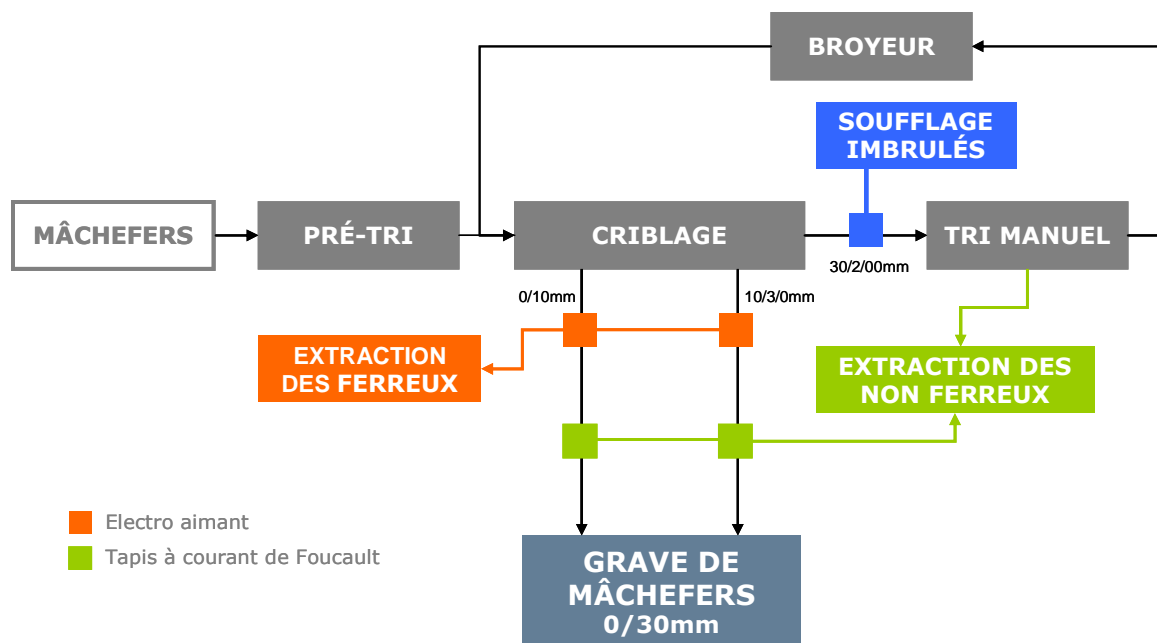 BROYEUR
SOUFFLAGE
IMBRULÉS
MÂCHEFERS
PRÉ-TRI
CRIBLAGE
TRI MANUEL
30/2/00mm
0/10mm
10/3/0mm
EXTRACTION
DES FERREUX
EXTRACTION DES
NON FERREUX
Electro aimant
Tapis à courant de Foucault
GRAVE DE
MÂCHEFERS
0/30mm